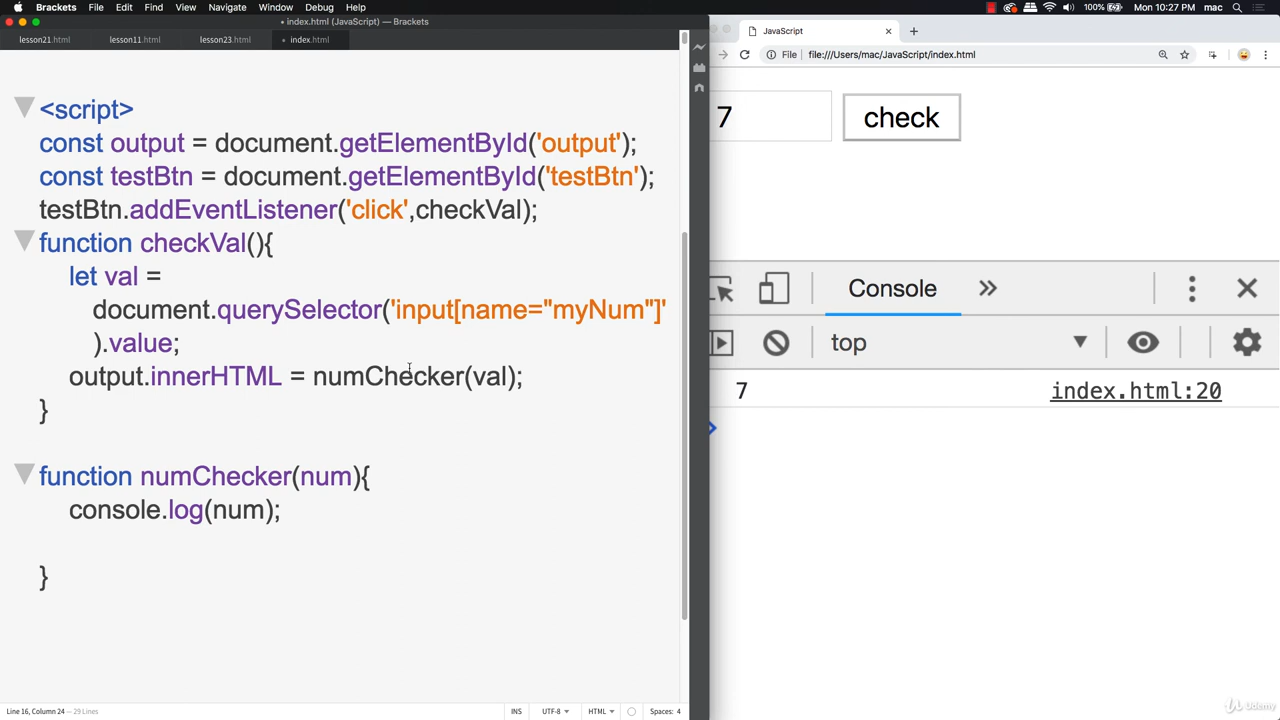 Brackets File Edit Find View Navigate Window Debug Help
100% Mon 10:27 PM mac
• index.html (JavaScript) — Brackets
lesson21.html lesson11.html lesson23.html • index.html
<script>
const output = document.getElementById('output');
const testBtn = document.getElementById('testBtn');
testBtn.addEventListener('click',checkVal);
function checkVal(){
let val =
document.querySelector('input[name="myNum"]'
).value;
output.innerHTML = numChecker(val);
}
function numChecker(num){
console.log(num);
}
Line 16, Column 24 — 29 Lines
INS UTF-8 HTML Spaces: 4
JavaScript
File file:///Users/mac/JavaScript/index.html
7 check
Console
top
7 index.html:20
Udemy